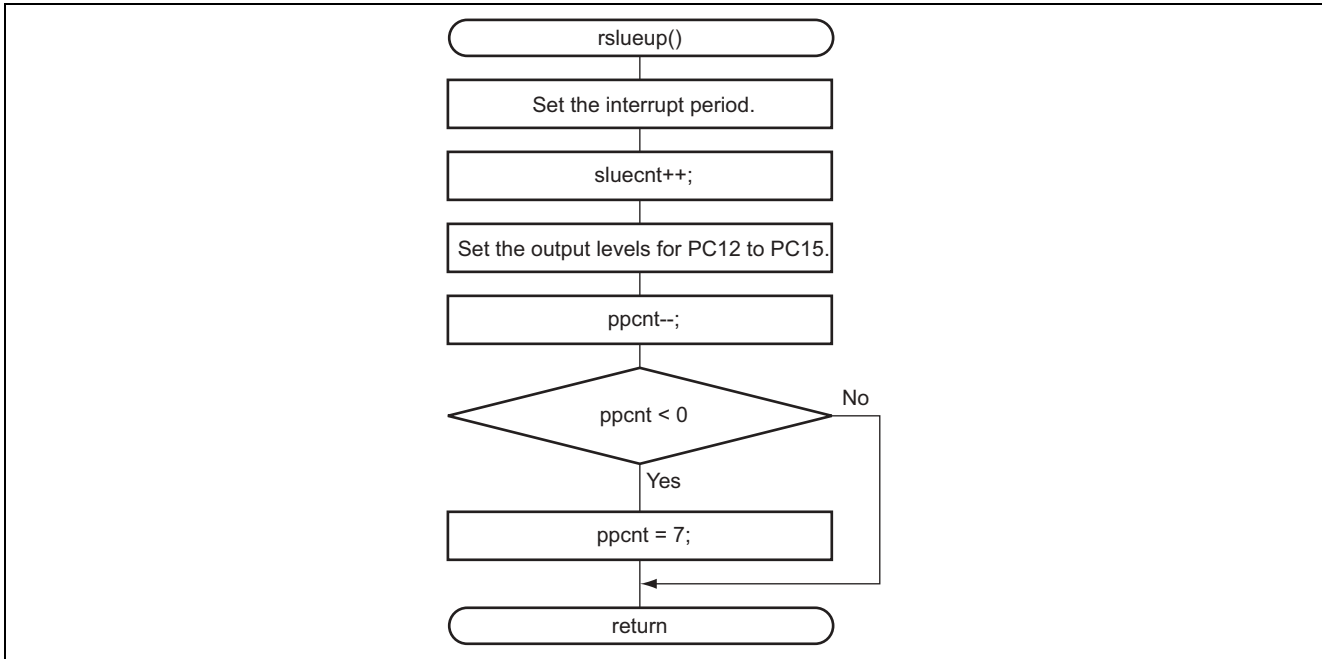 rslueup()
Set the interrupt period.
sluecnt++;
Set the output levels for PC12 to PC15.
ppcnt--;
ppcnt < 0
No
Yes
ppcnt = 7;
return